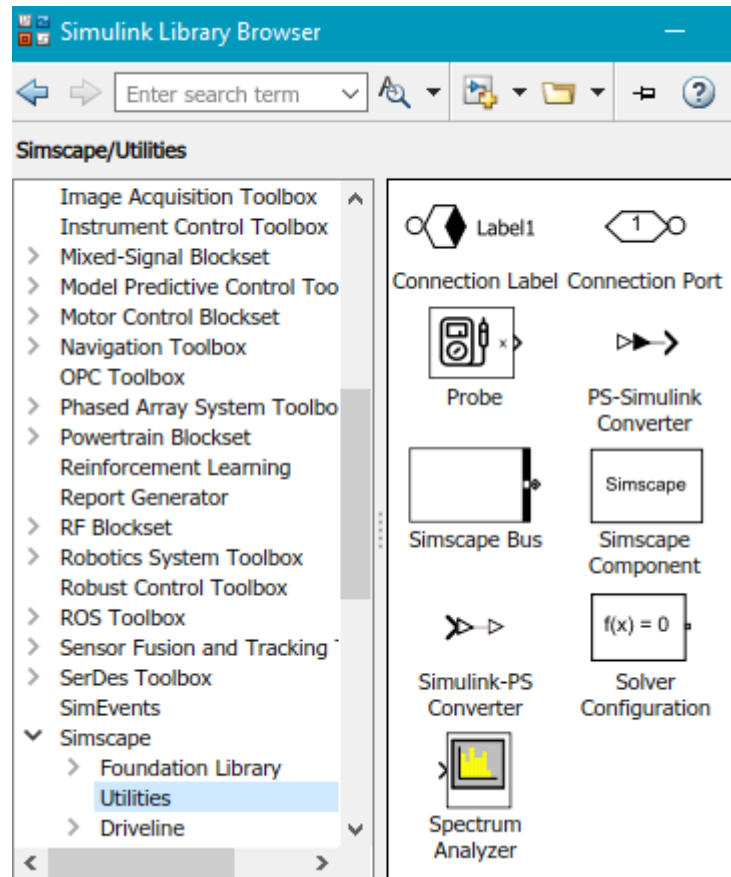 Simulink Library Browser
Enter search term
Simscape/Utilities
Image Acquisition Toolbox
Instrument Control Toolbox
Mixed-Signal Blockset
Model Predictive Control Too
Motor Control Blockset
Navigation Toolbox
OPC Toolbox
Phased Array System Toolbo
Powertrain Blockset
Reinforcement Learning
Report Generator
RF Blockset
Robotics System Toolbox
Robust Control Toolbox
ROS Toolbox
Sensor Fusion and Tracking
SerDes Toolbox
SimEvents
Simscape
Foundation Library
Utilities
Driveline
Label1
1
Connection Label Connection Port
x
Probe
PS-Simulink
Converter
Simscape Bus
Simscape
Simscape
Component
Simulink-PS
Converter
f(x) = 0
Solver
Configuration
Spectrum
Analyzer